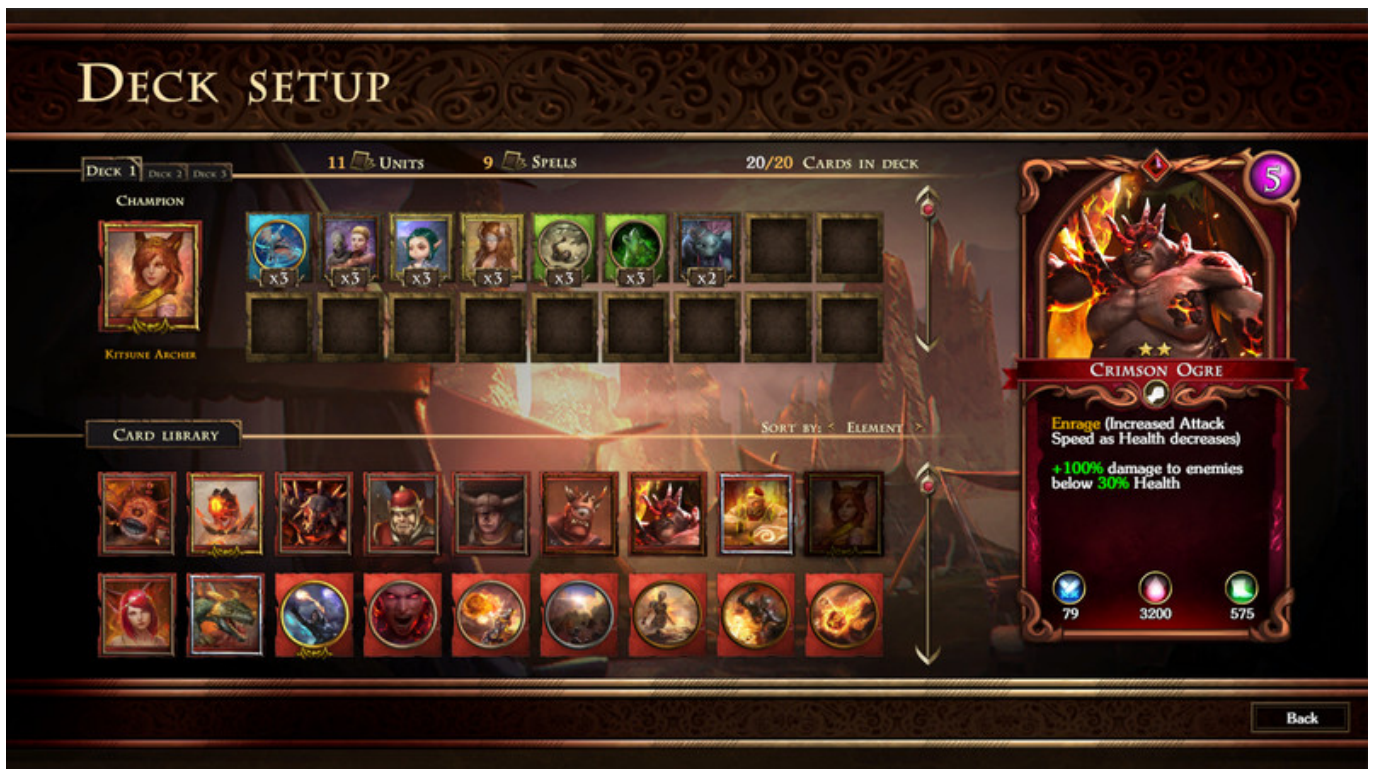 Deck setup
Deck 1 Deck 2 Deck 3
11 Units 9 Spells 20/20 Cards in deck
Champion
x3 x3 x3 x3 x3 x3 x2
Kitsune Archer
Card library
Sort by: < Element >
5
Crimson Ogre
Enrage (Increased Attack
Speed as Health decreases)
+100% damage to enemies
below 30% Health
79 3200 575
Back